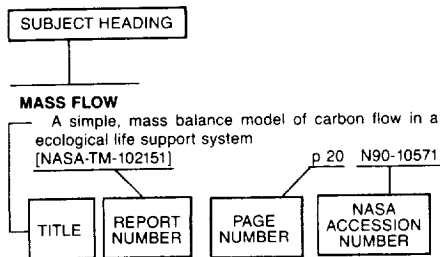 SUBJECT HEADING
MASS FLOW
A simple, mass balance model of carbon flow in a
ecological life support system
[NASA-TM-102151] p 20 N90-10571
TITLE REPORT NUMBER PAGE NUMBER NASA ACCESSION NUMBER